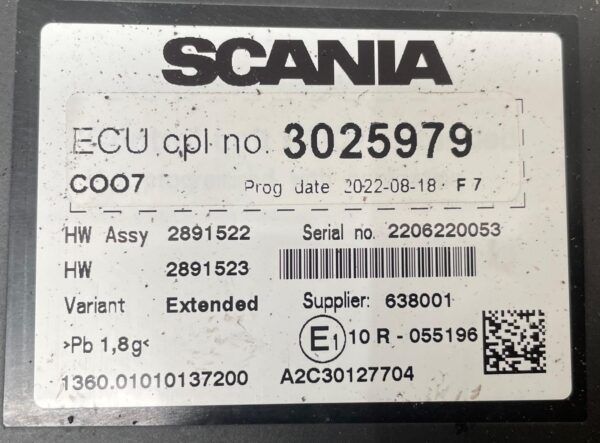 SCANIA
ECU cpl no. 3025979
COO7 Prog date 2022-08-18 F 7
HW Assy 2891522 Serial no. 2206220053
HW 2891523
Variant Extended Supplier: 638001
>Pb 1,8g< E1 10 R - 055196
1360.01010137200 A2C30127704